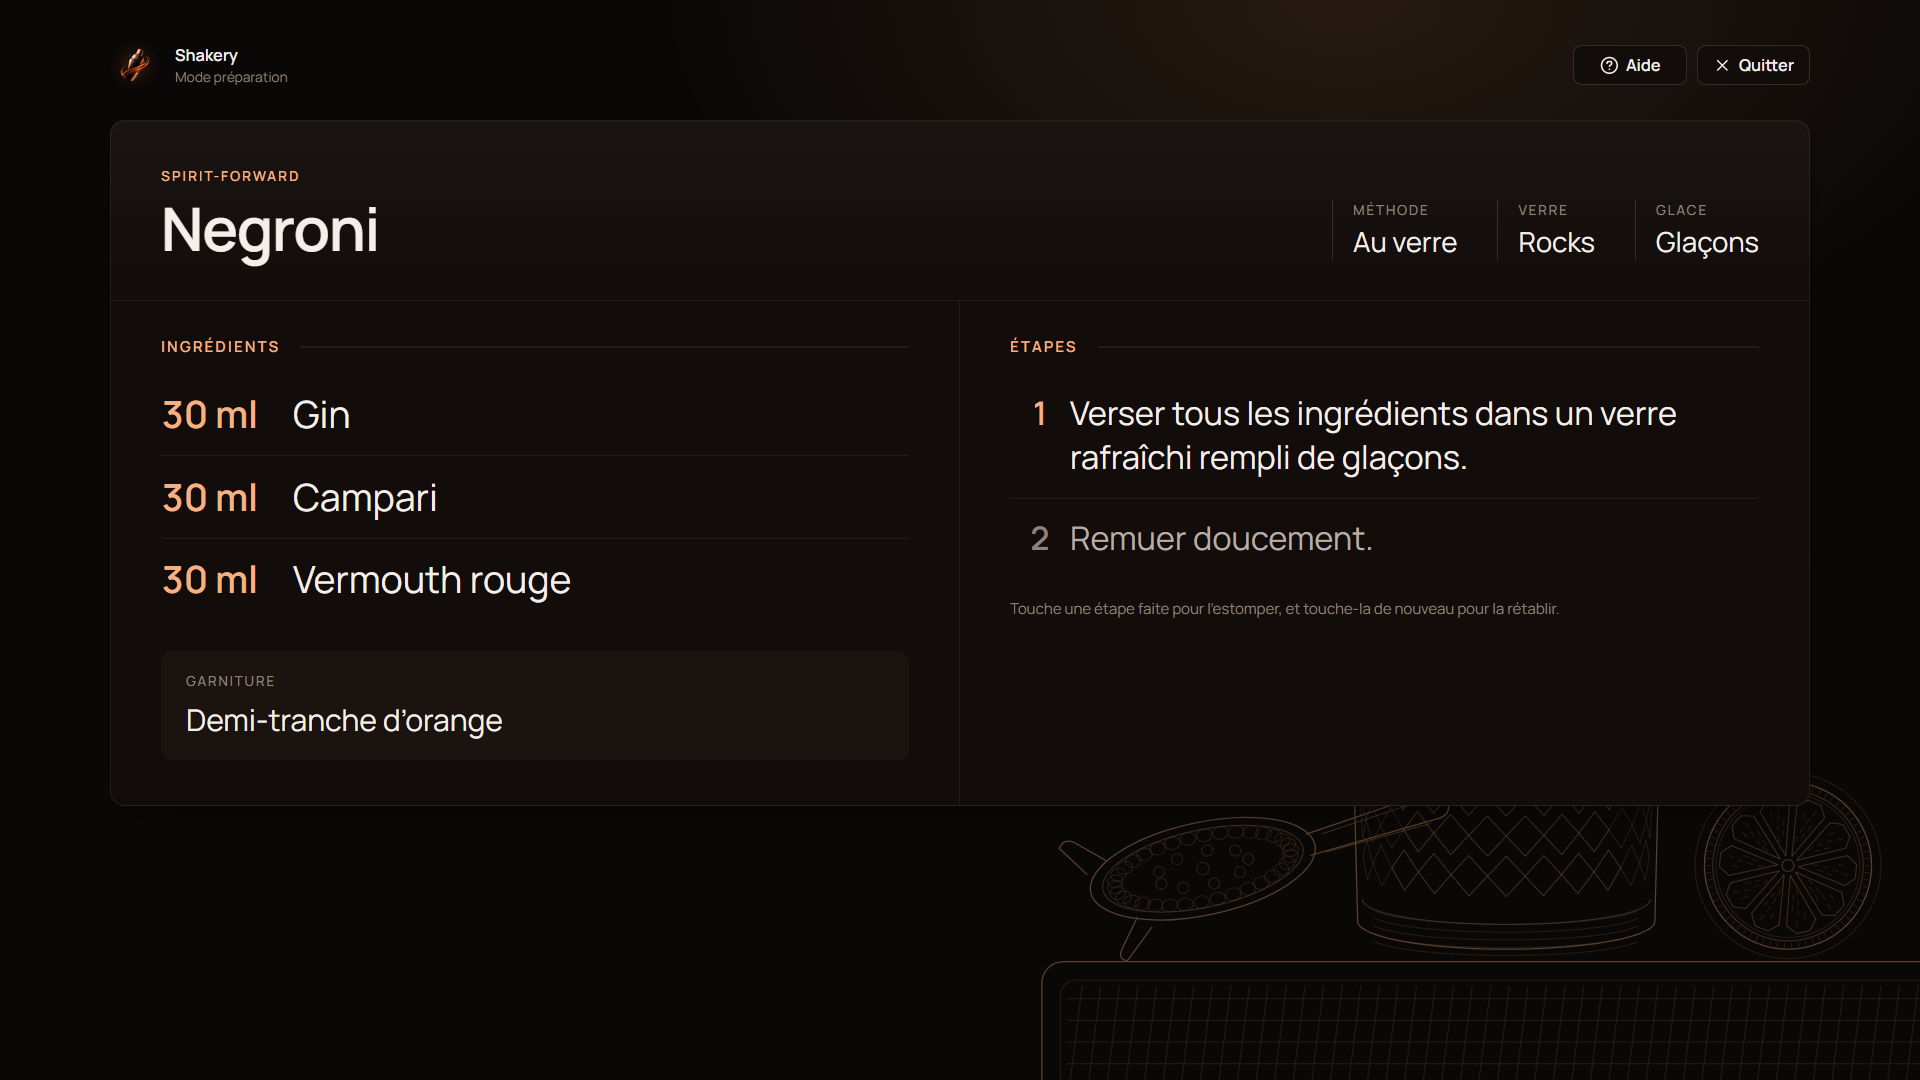 Shakery
Mode préparation
Aide
Quitter
SPIRIT-FORWARD
Negroni
MÉTHODE
Au verre
VERRE
Rocks
GLACE
Glaçons
INGRÉDIENTS
30 ml Gin
30 ml Campari
30 ml Vermouth rouge
GARNITURE
Demi-tranche d’orange
ÉTAPES
1 Verser tous les ingrédients dans un verre
rafraîchi rempli de glaçons.
2 Remuer doucement.
Touche une étape faite pour l’estomper, et touche-la de nouveau pour la rétablir.